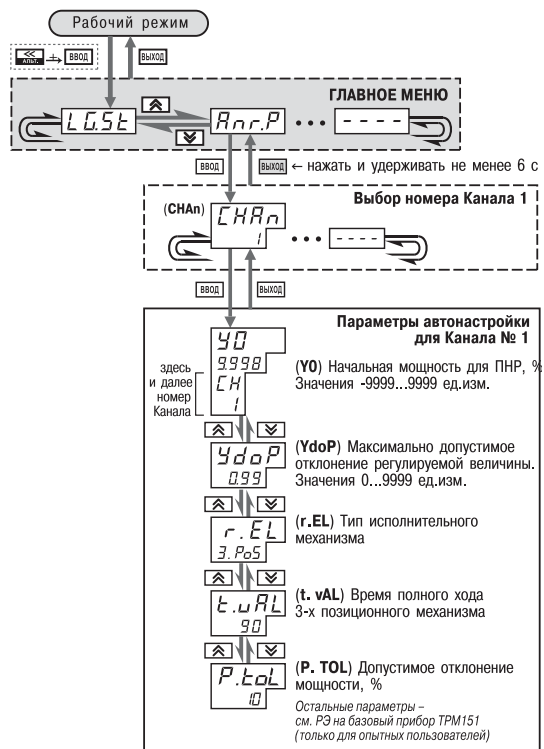 Рабочий режим
≪ АЛЬТ. + ВВОД ВЫХОД
ГЛАВНОЕ МЕНЮ
LG.St Anr.P • • • - - - -
ВВОД ВЫХОД ← нажать и удерживать не менее 6 с
Выбор номера Канала 1
(CHAn) CHAn
1 • • • - - - -
ВВОД ВЫХОД
Параметры автонастройки
для Канала № 1
Y0
9.998
(Y0) Начальная мощность для ПНР, %
Значения -9999...9999 ед.изм.
здесь
и далее
номер
Канала
CH
1
YdoP
0.99
(YdoP) Максимально допустимое
отклонение регулируемой величины.
Значения 0...9999 ед.изм.
r.EL
3.PoS
(r.EL) Тип исполнительного
механизма
t.vAL
90
(t. vAL) Время полного хода
3-х позиционного механизма
P.toL
10
(P. TOL) Допустимое отклонение
мощности, %
Остальные параметры –
см. РЭ на базовый прибор ТРМ151
(только для опытных пользователей)